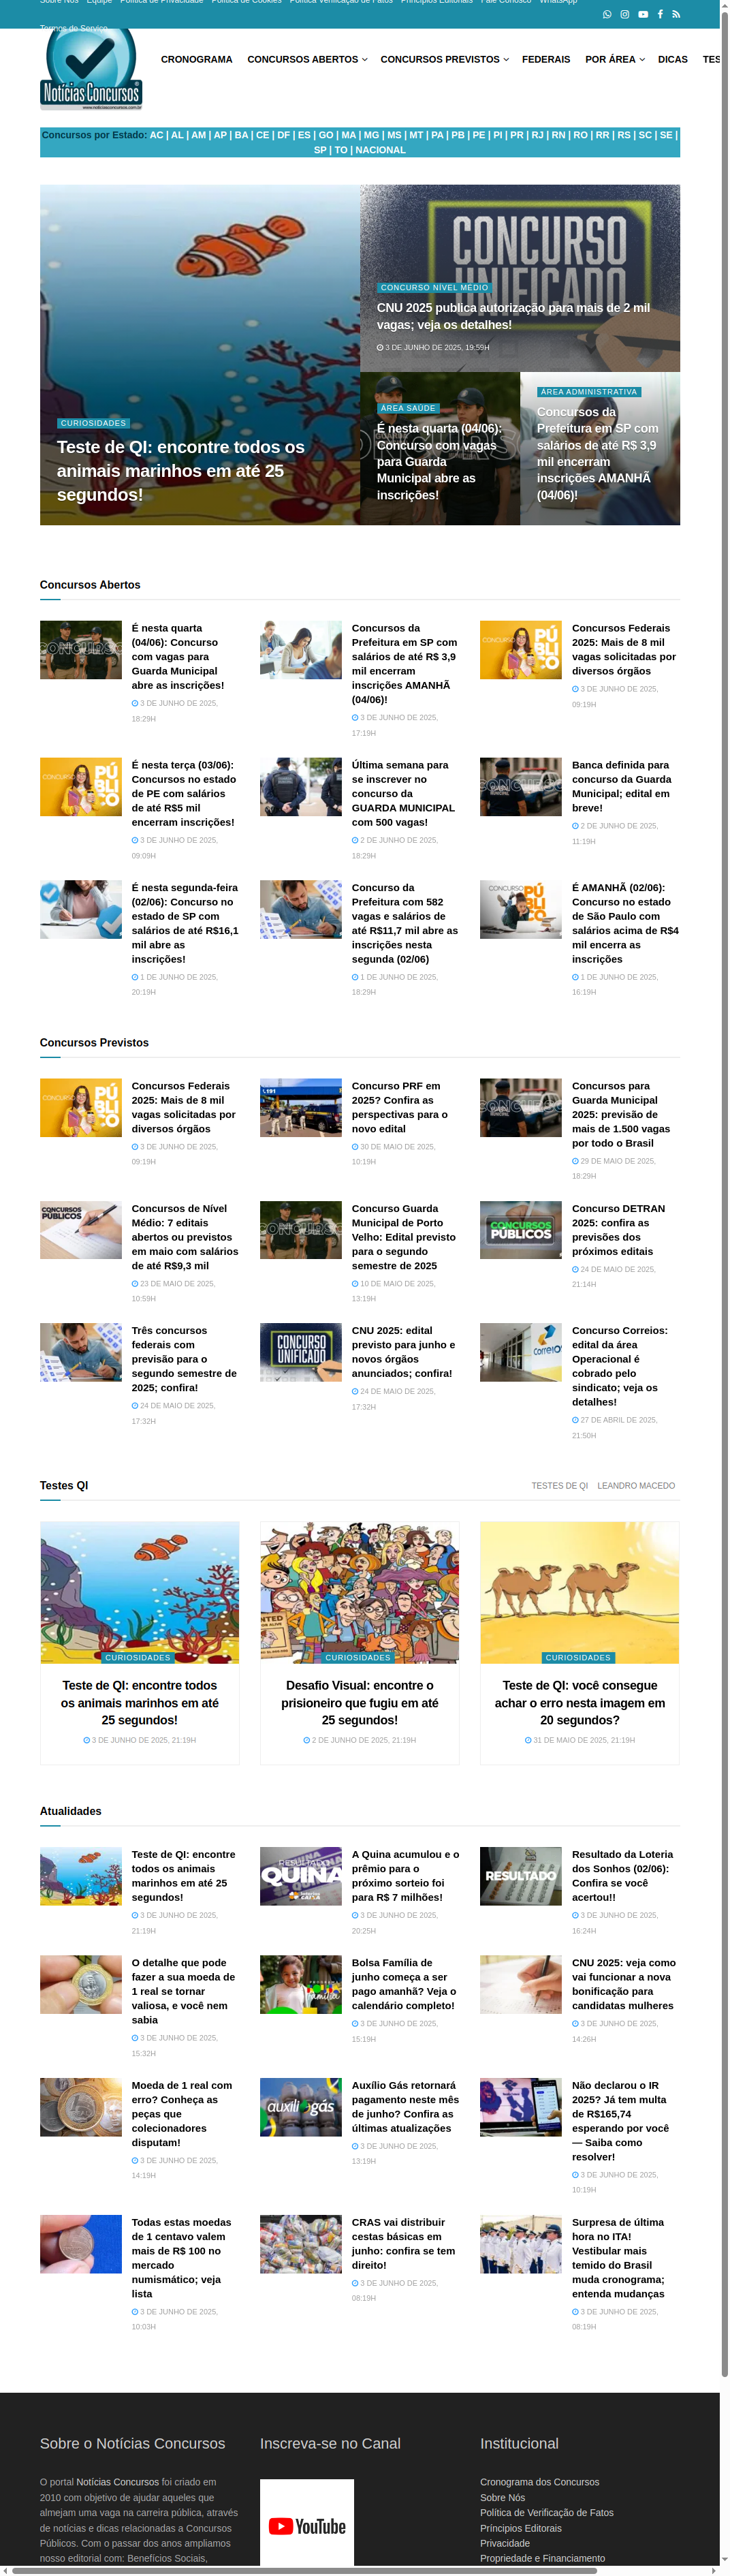 Sobre Nós Equipe Política de Privacidade Política de Cookies Política Verificação de Fatos Princípios Editoriais Fale Conosco WhatsApp
Termos de Serviço
Notícias Concursos
www.noticiasconcursos.com.br
CRONOGRAMA CONCURSOS ABERTOS CONCURSOS PREVISTOS FEDERAIS POR ÁREA DICAS TES
Concursos por Estado: AC | AL | AM | AP | BA | CE | DF | ES | GO | MA | MG | MS | MT | PA | PB | PE | PI | PR | RJ | RN | RO | RR | RS | SC | SE |
SP | TO | NACIONAL
CURIOSIDADES
Teste de QI: encontre todos os
animais marinhos em até 25
segundos!
CONCURSO
UNIFICADO
CONCURSO NÍVEL MÉDIO
CNU 2025 publica autorização para mais de 2 mil
vagas; veja os detalhes!
3 DE JUNHO DE 2025, 19:59H
ÁREA SAÚDE
É nesta quarta (04/06):
Concurso com vagas
para Guarda
Municipal abre as
inscrições!
ÁREA ADMINISTRATIVA
Concursos da
Prefeitura em SP com
salários de até R$ 3,9
mil encerram
inscrições AMANHÃ
(04/06)!
Concursos Abertos
É nesta quarta
(04/06): Concurso
com vagas para
Guarda Municipal
abre as inscrições!
3 DE JUNHO DE 2025,
18:29H
Concursos da
Prefeitura em SP com
salários de até R$ 3,9
mil encerram
inscrições AMANHÃ
(04/06)!
3 DE JUNHO DE 2025,
17:19H
Concursos Federais
2025: Mais de 8 mil
vagas solicitadas por
diversos órgãos
3 DE JUNHO DE 2025,
09:19H
É nesta terça (03/06):
Concursos no estado
de PE com salários
de até R$5 mil
encerram inscrições!
3 DE JUNHO DE 2025,
09:09H
Última semana para
se inscrever no
concurso da
GUARDA MUNICIPAL
com 500 vagas!
2 DE JUNHO DE 2025,
18:29H
Banca definida para
concurso da Guarda
Municipal; edital em
breve!
2 DE JUNHO DE 2025,
11:19H
É nesta segunda-feira
(02/06): Concurso no
estado de SP com
salários de até R$16,1
mil abre as
inscrições!
1 DE JUNHO DE 2025,
20:19H
Concurso da
Prefeitura com 582
vagas e salários de
até R$11,7 mil abre as
inscrições nesta
segunda (02/06)
1 DE JUNHO DE 2025,
18:29H
É AMANHÃ (02/06):
Concurso no estado
de São Paulo com
salários acima de R$4
mil encerra as
inscrições
1 DE JUNHO DE 2025,
16:19H
Concursos Previstos
Concursos Federais
2025: Mais de 8 mil
vagas solicitadas por
diversos órgãos
3 DE JUNHO DE 2025,
09:19H
Concurso PRF em
2025? Confira as
perspectivas para o
novo edital
30 DE MAIO DE 2025,
10:19H
Concursos para
Guarda Municipal
2025: previsão de
mais de 1.500 vagas
por todo o Brasil
29 DE MAIO DE 2025,
18:29H
CONCURSOS
PÚBLICOS
Concursos de Nível
Médio: 7 editais
abertos ou previstos
em maio com salários
de até R$9,3 mil
23 DE MAIO DE 2025,
10:59H
Concurso Guarda
Municipal de Porto
Velho: Edital previsto
para o segundo
semestre de 2025
10 DE MAIO DE 2025,
13:19H
CONCURSOS
PÚBLICOS
Concurso DETRAN
2025: confira as
previsões dos
próximos editais
24 DE MAIO DE 2025,
21:14H
Três concursos
federais com
previsão para o
segundo semestre de
2025; confira!
24 DE MAIO DE 2025,
17:32H
CONCURSO
UNIFICADO
CNU 2025: edital
previsto para junho e
novos órgãos
anunciados; confira!
24 DE MAIO DE 2025,
17:32H
Concurso Correios:
edital da área
Operacional é
cobrado pelo
sindicato; veja os
detalhes!
27 DE ABRIL DE 2025,
21:50H
Testes QI
TESTES DE QI LEANDRO MACEDO
CURIOSIDADES
Teste de QI: encontre todos
os animais marinhos em até
25 segundos!
3 DE JUNHO DE 2025, 21:19H
CURIOSIDADES
Desafio Visual: encontre o
prisioneiro que fugiu em até
25 segundos!
2 DE JUNHO DE 2025, 21:19H
CURIOSIDADES
Teste de QI: você consegue
achar o erro nesta imagem em
20 segundos?
31 DE MAIO DE 2025, 21:19H
Atualidades
Teste de QI: encontre
todos os animais
marinhos em até 25
segundos!
3 DE JUNHO DE 2025,
21:19H
RESULTADO
QUINA
A Quina acumulou e o
prêmio para o
próximo sorteio foi
para R$ 7 milhões!
3 DE JUNHO DE 2025,
20:25H
RESULTADO
Resultado da Loteria
dos Sonhos (02/06):
Confira se você
acertou!!
3 DE JUNHO DE 2025,
16:24H
O detalhe que pode
fazer a sua moeda de
1 real se tornar
valiosa, e você nem
sabia
3 DE JUNHO DE 2025,
15:32H
Bolsa Família de
junho começa a ser
pago amanhã? Veja o
calendário completo!
3 DE JUNHO DE 2025,
15:19H
CNU 2025: veja como
vai funcionar a nova
bonificação para
candidatas mulheres
3 DE JUNHO DE 2025,
14:26H
Moeda de 1 real com
erro? Conheça as
peças que
colecionadores
disputam!
3 DE JUNHO DE 2025,
14:19H
auxílio gás
Auxílio Gás retornará
pagamento neste mês
de junho? Confira as
últimas atualizações
3 DE JUNHO DE 2025,
13:19H
Não declarou o IR
2025? Já tem multa
de R$165,74
esperando por você
— Saiba como
resolver!
3 DE JUNHO DE 2025,
10:19H
Todas estas moedas
de 1 centavo valem
mais de R$ 100 no
mercado
numismático; veja
lista
3 DE JUNHO DE 2025,
10:03H
CRAS vai distribuir
cestas básicas em
junho: confira se tem
direito!
3 DE JUNHO DE 2025,
08:19H
Surpresa de última
hora no ITA!
Vestibular mais
temido do Brasil
muda cronograma;
entenda mudanças
3 DE JUNHO DE 2025,
08:19H
Sobre o Notícias Concursos
O portal Notícias Concursos foi criado em
2010 com objetivo de ajudar aqueles que
almejam uma vaga na carreira pública, através
de notícias e dicas relacionadas a Concursos
Públicos. Com o passar dos anos ampliamos
nosso editorial com: Benefícios Sociais,
Inscreva-se no Canal
YouTube
Institucional
Cronograma dos Concursos
Sobre Nós
Política de Verificação de Fatos
Príncipios Editorias
Privacidade
Propriedade e Financiamento